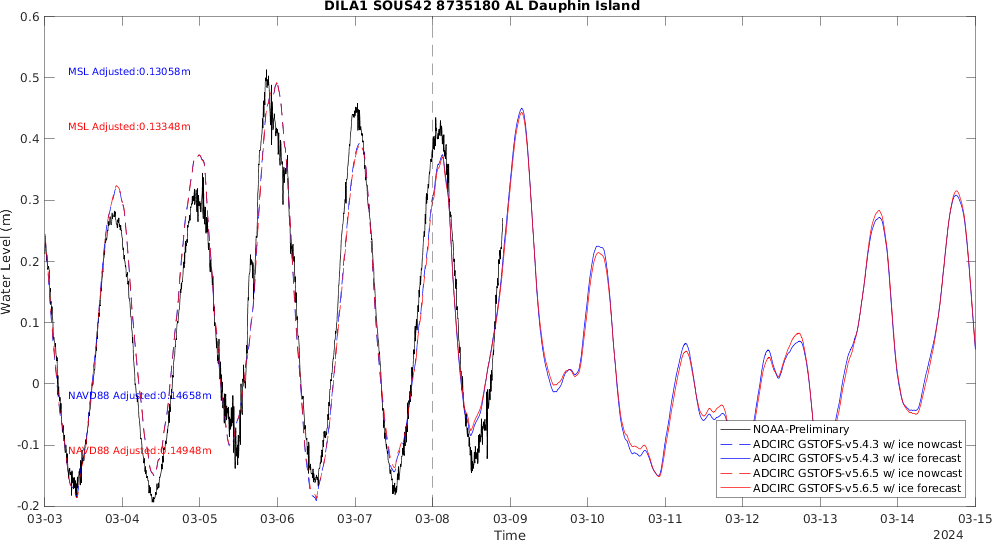 DILA1 SOUS42 8735180 AL Dauphin Island
0.6
0.5
0.4
0.3
0.2
0.1
0
-0.1
-0.2
Water Level (m)
MSL Adjusted:0.13058m
MSL Adjusted:0.13348m
NAVD88 Adjusted:0.14658m
NAVD88 Adjusted:0.14948m
NOAA-Preliminary
ADCIRC GSTOFS-v5.4.3 w/ ice nowcast
ADCIRC GSTOFS-v5.4.3 w/ ice forecast
ADCIRC GSTOFS-v5.6.5 w/ ice nowcast
ADCIRC GSTOFS-v5.6.5 w/ ice forecast
03-03 03-04 03-05 03-06 03-07 03-08 03-09 03-10 03-11 03-12 03-13 03-14 03-15
Time
2024